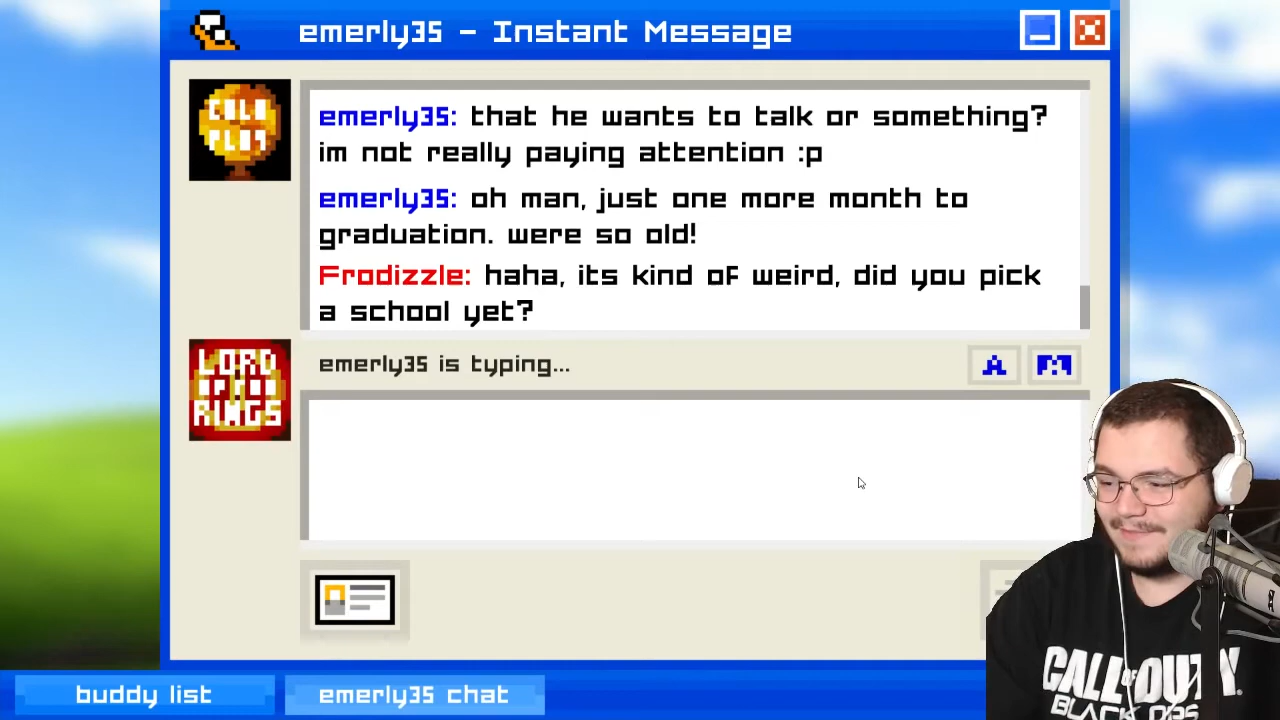 emerly35 - Instant Message
COLD
PLAY
emerly35: that he wants to talk or something?
im not really paying attention :p
emerly35: oh man, just one more month to
graduation. were so old!
Frodizzle: haha, its kind of weird, did you pick
a school yet?
LORD
OF THE
RINGS
emerly35 is typing...
A
buddy list
emerly35 chat
CALL OF DUTY
BLACK OPS